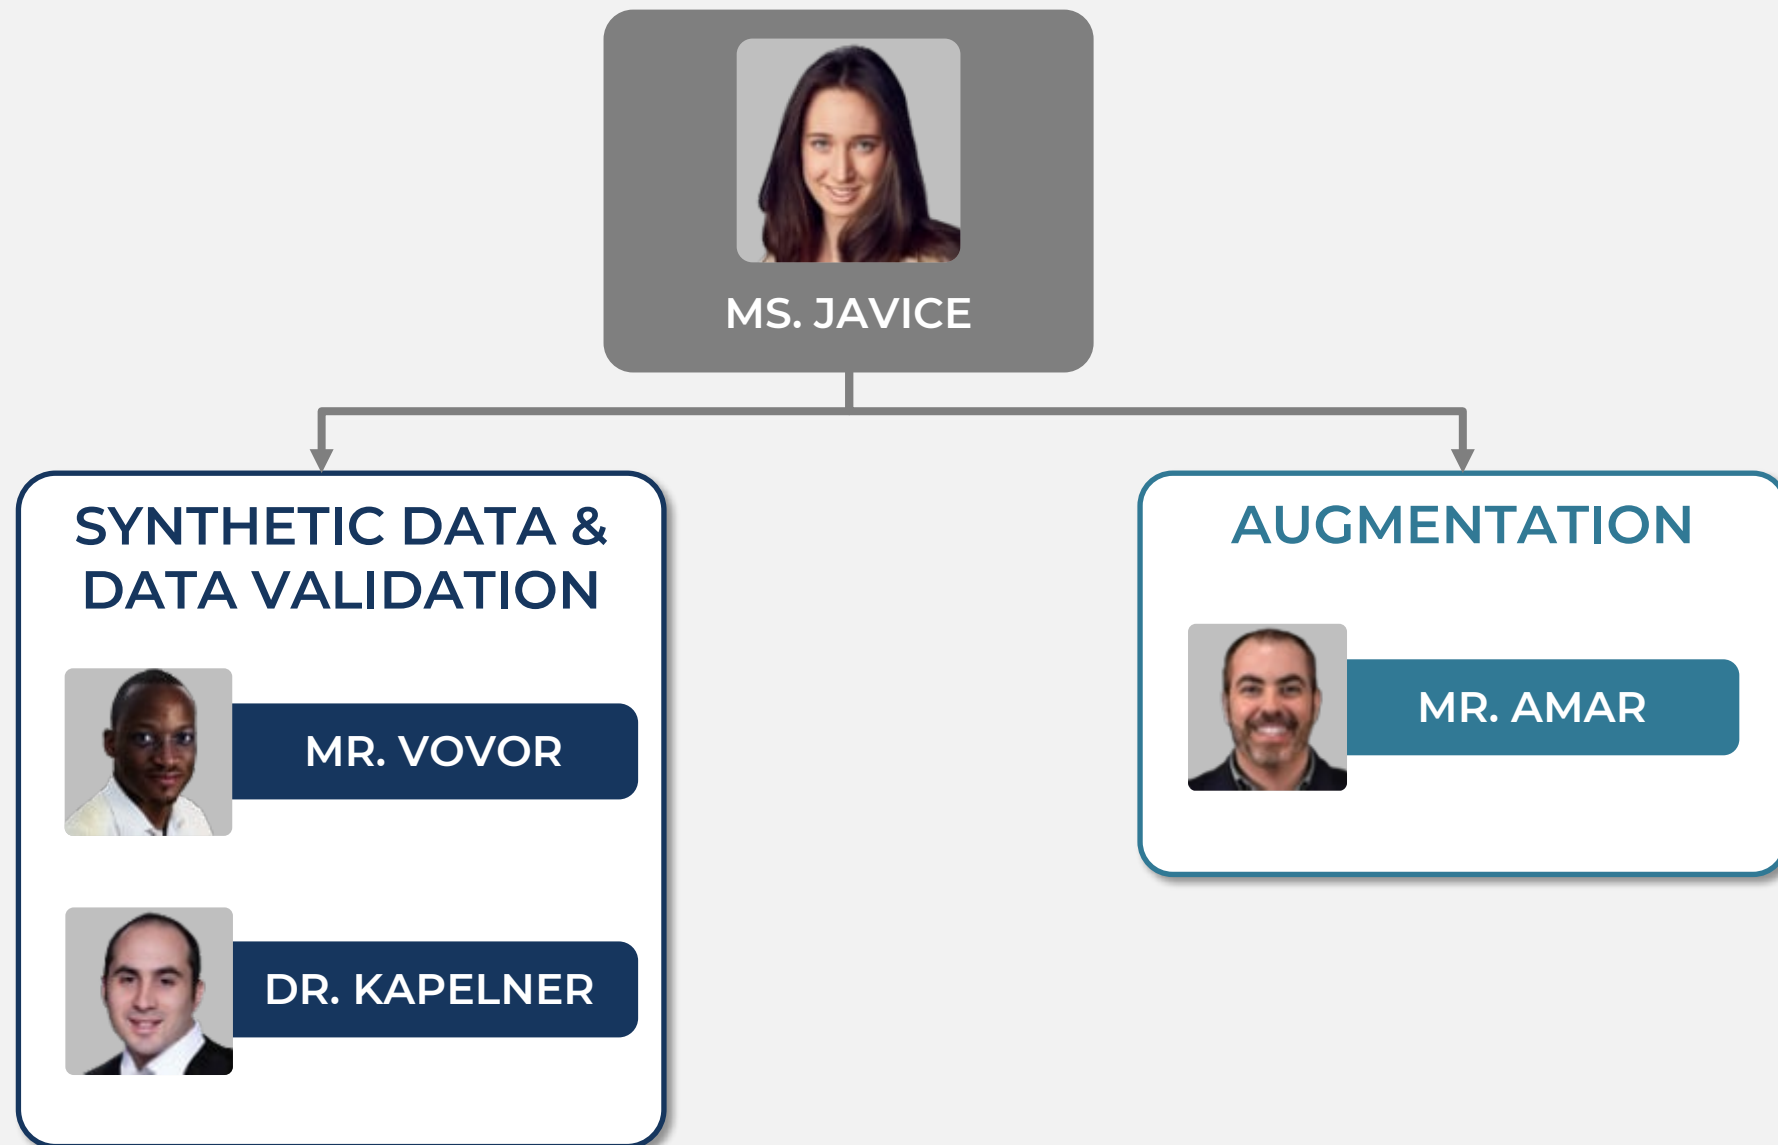 MS. JAVICE
SYNTHETIC DATA &
DATA VALIDATION
MR. VOVOR
DR. KAPELNER
AUGMENTATION
MR. AMAR